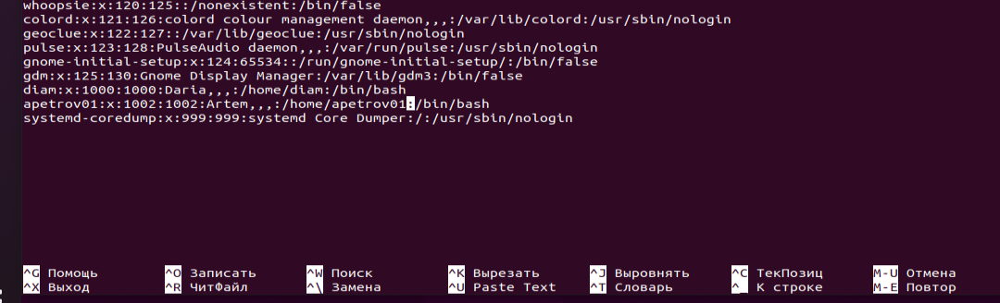 whoopsie:x:120:125::/nonexistent:/bin/false
colord:x:121:126:colord colour management daemon,,,:/var/lib/colord:/usr/sbin/nologin
geoclue:x:122:127::/var/lib/geoclue:/usr/sbin/nologin
pulse:x:123:128:PulseAudio daemon,,,:/var/run/pulse:/usr/sbin/nologin
gnome-initial-setup:x:124:65534::/run/gnome-initial-setup/:/bin/false
gdm:x:125:130:Gnome Display Manager:/var/lib/gdm3:/bin/false
diam:x:1000:1000:Daria,,,:/home/diam:/bin/bash
apetrov01:x:1002:1002:Artem,,,:/home/apetrov01:/bin/bash
systemd-coredump:x:999:999:systemd Core Dumper:/:/usr/sbin/nologin
^G Помощь ^O Записать ^W Поиск ^K Вырезать ^J Выровнять ^C ТекПозиц M-U Отмена
^X Выход ^R ЧитФайл ^\ Замена ^U Paste Text ^T Словарь ^_ К строке M-E Повтор